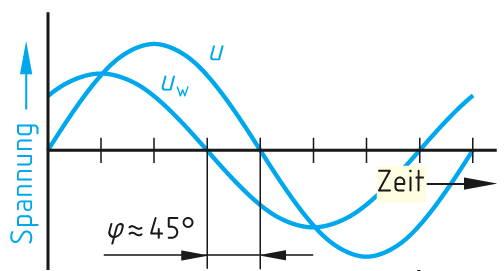 u
u_w
Spannung
Zeit
φ ≈ 45°